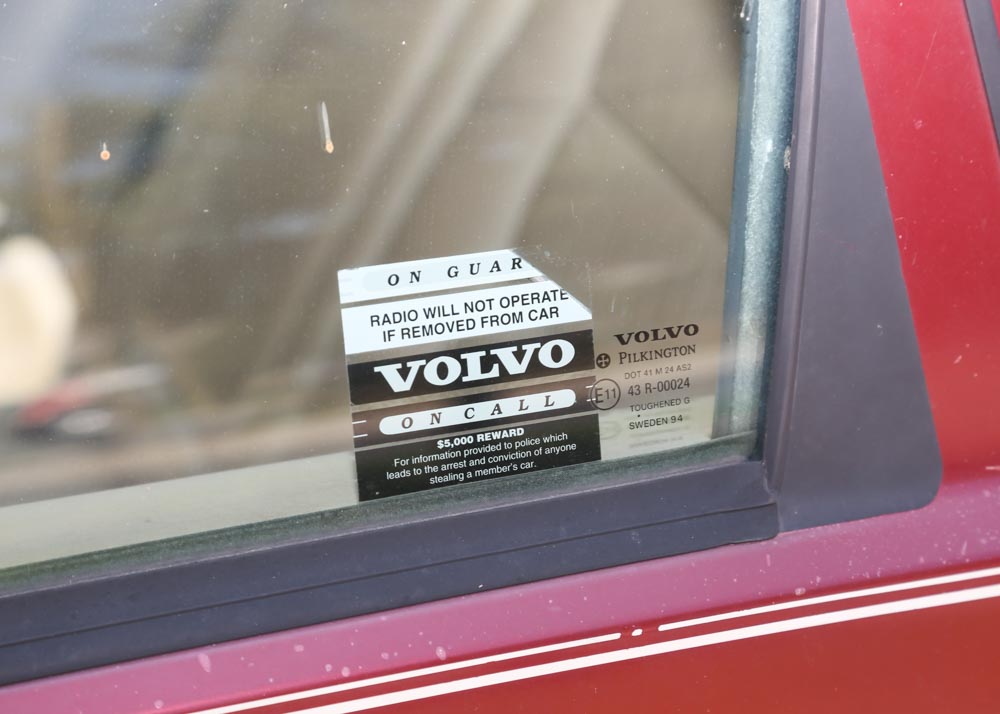 ON GUAR
RADIO WILL NOT OPERATE
IF REMOVED FROM CAR
VOLVO
ON CALL
$5,000 REWARD
For information provided to police which
leads to the arrest and conviction of anyone
stealing a member's car.
VOLVO
PILKINGTON
DOT 41 M 24 AS2
E11 43 R-00024
TOUGHENED G
SWEDEN 94